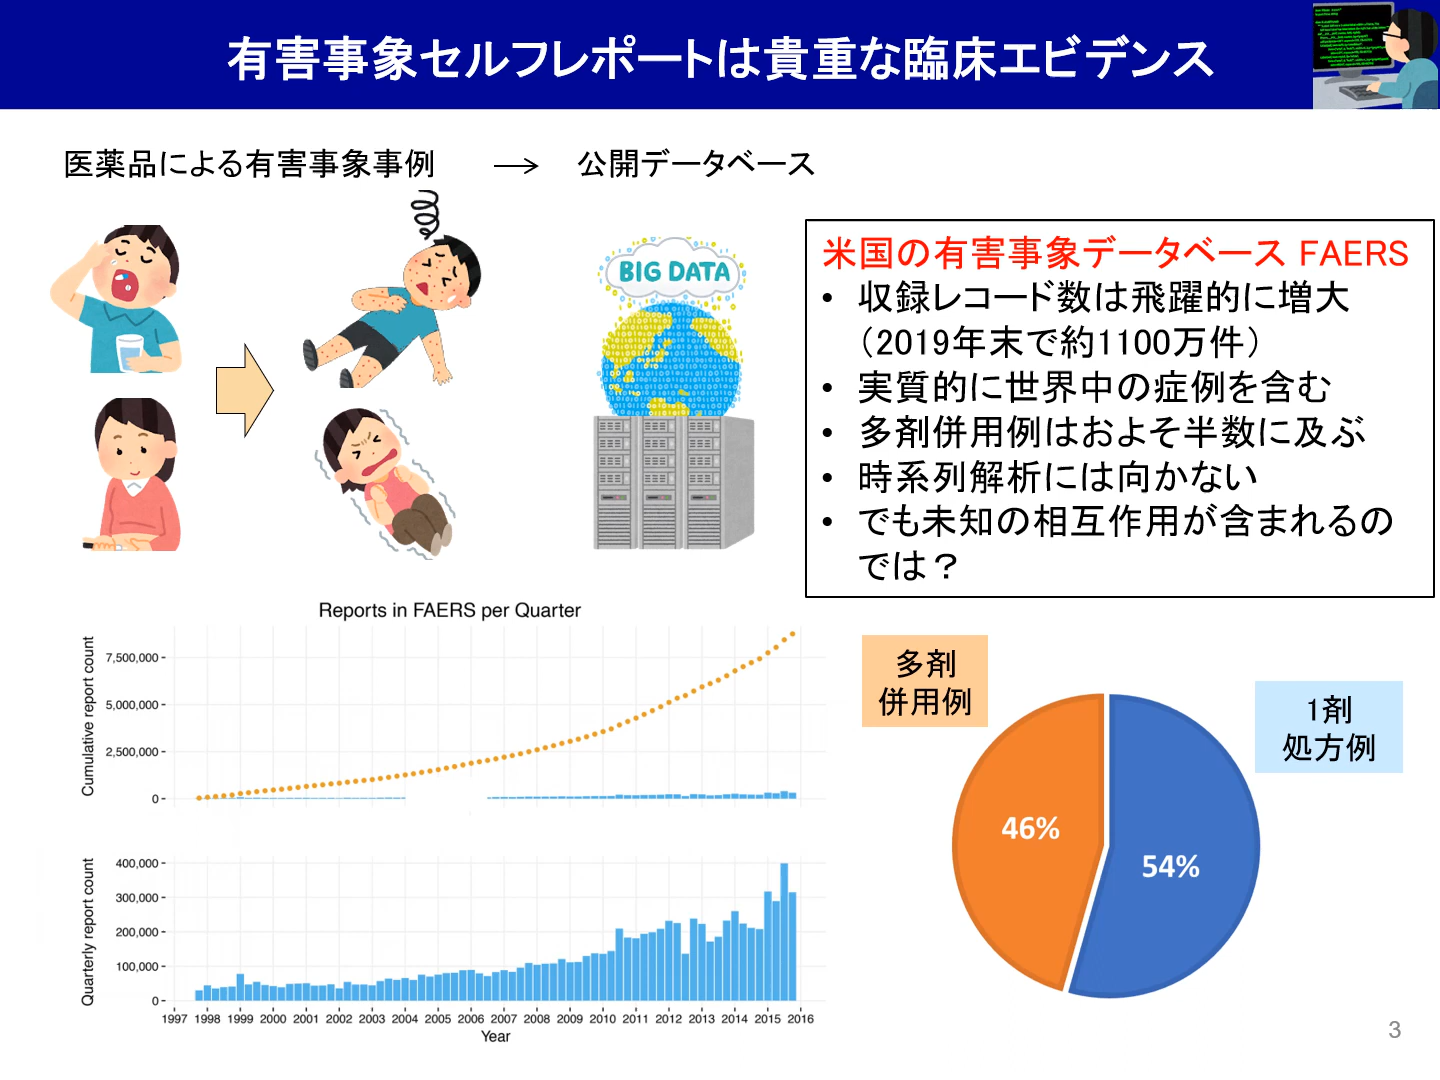 有害事象セルフレポートは貴重な臨床エビデンス
医薬品による有害事象事例 → 公開データベース
BIG DATA
米国の有害事象データベース FAERS
• 収録レコード数は飛躍的に増大
（2019年末で約1100万件）
• 実質的に世界中の症例を含む
• 多剤併用例はおよそ半数に及ぶ
• 時系列解析には向かない
• でも未知の相互作用が含まれるの
では？
Reports in FAERS per Quarter
Cumulative report count
7,500,000
5,000,000
2,500,000
0
Quarterly report count
400,000
300,000
200,000
100,000
0
1997 1998 1999 2000 2001 2002 2003 2004 2005 2006 2007 2008 2009 2010 2011 2012 2013 2014 2015 2016
Year
多剤
併用例
1剤
処方例
46%
54%
3